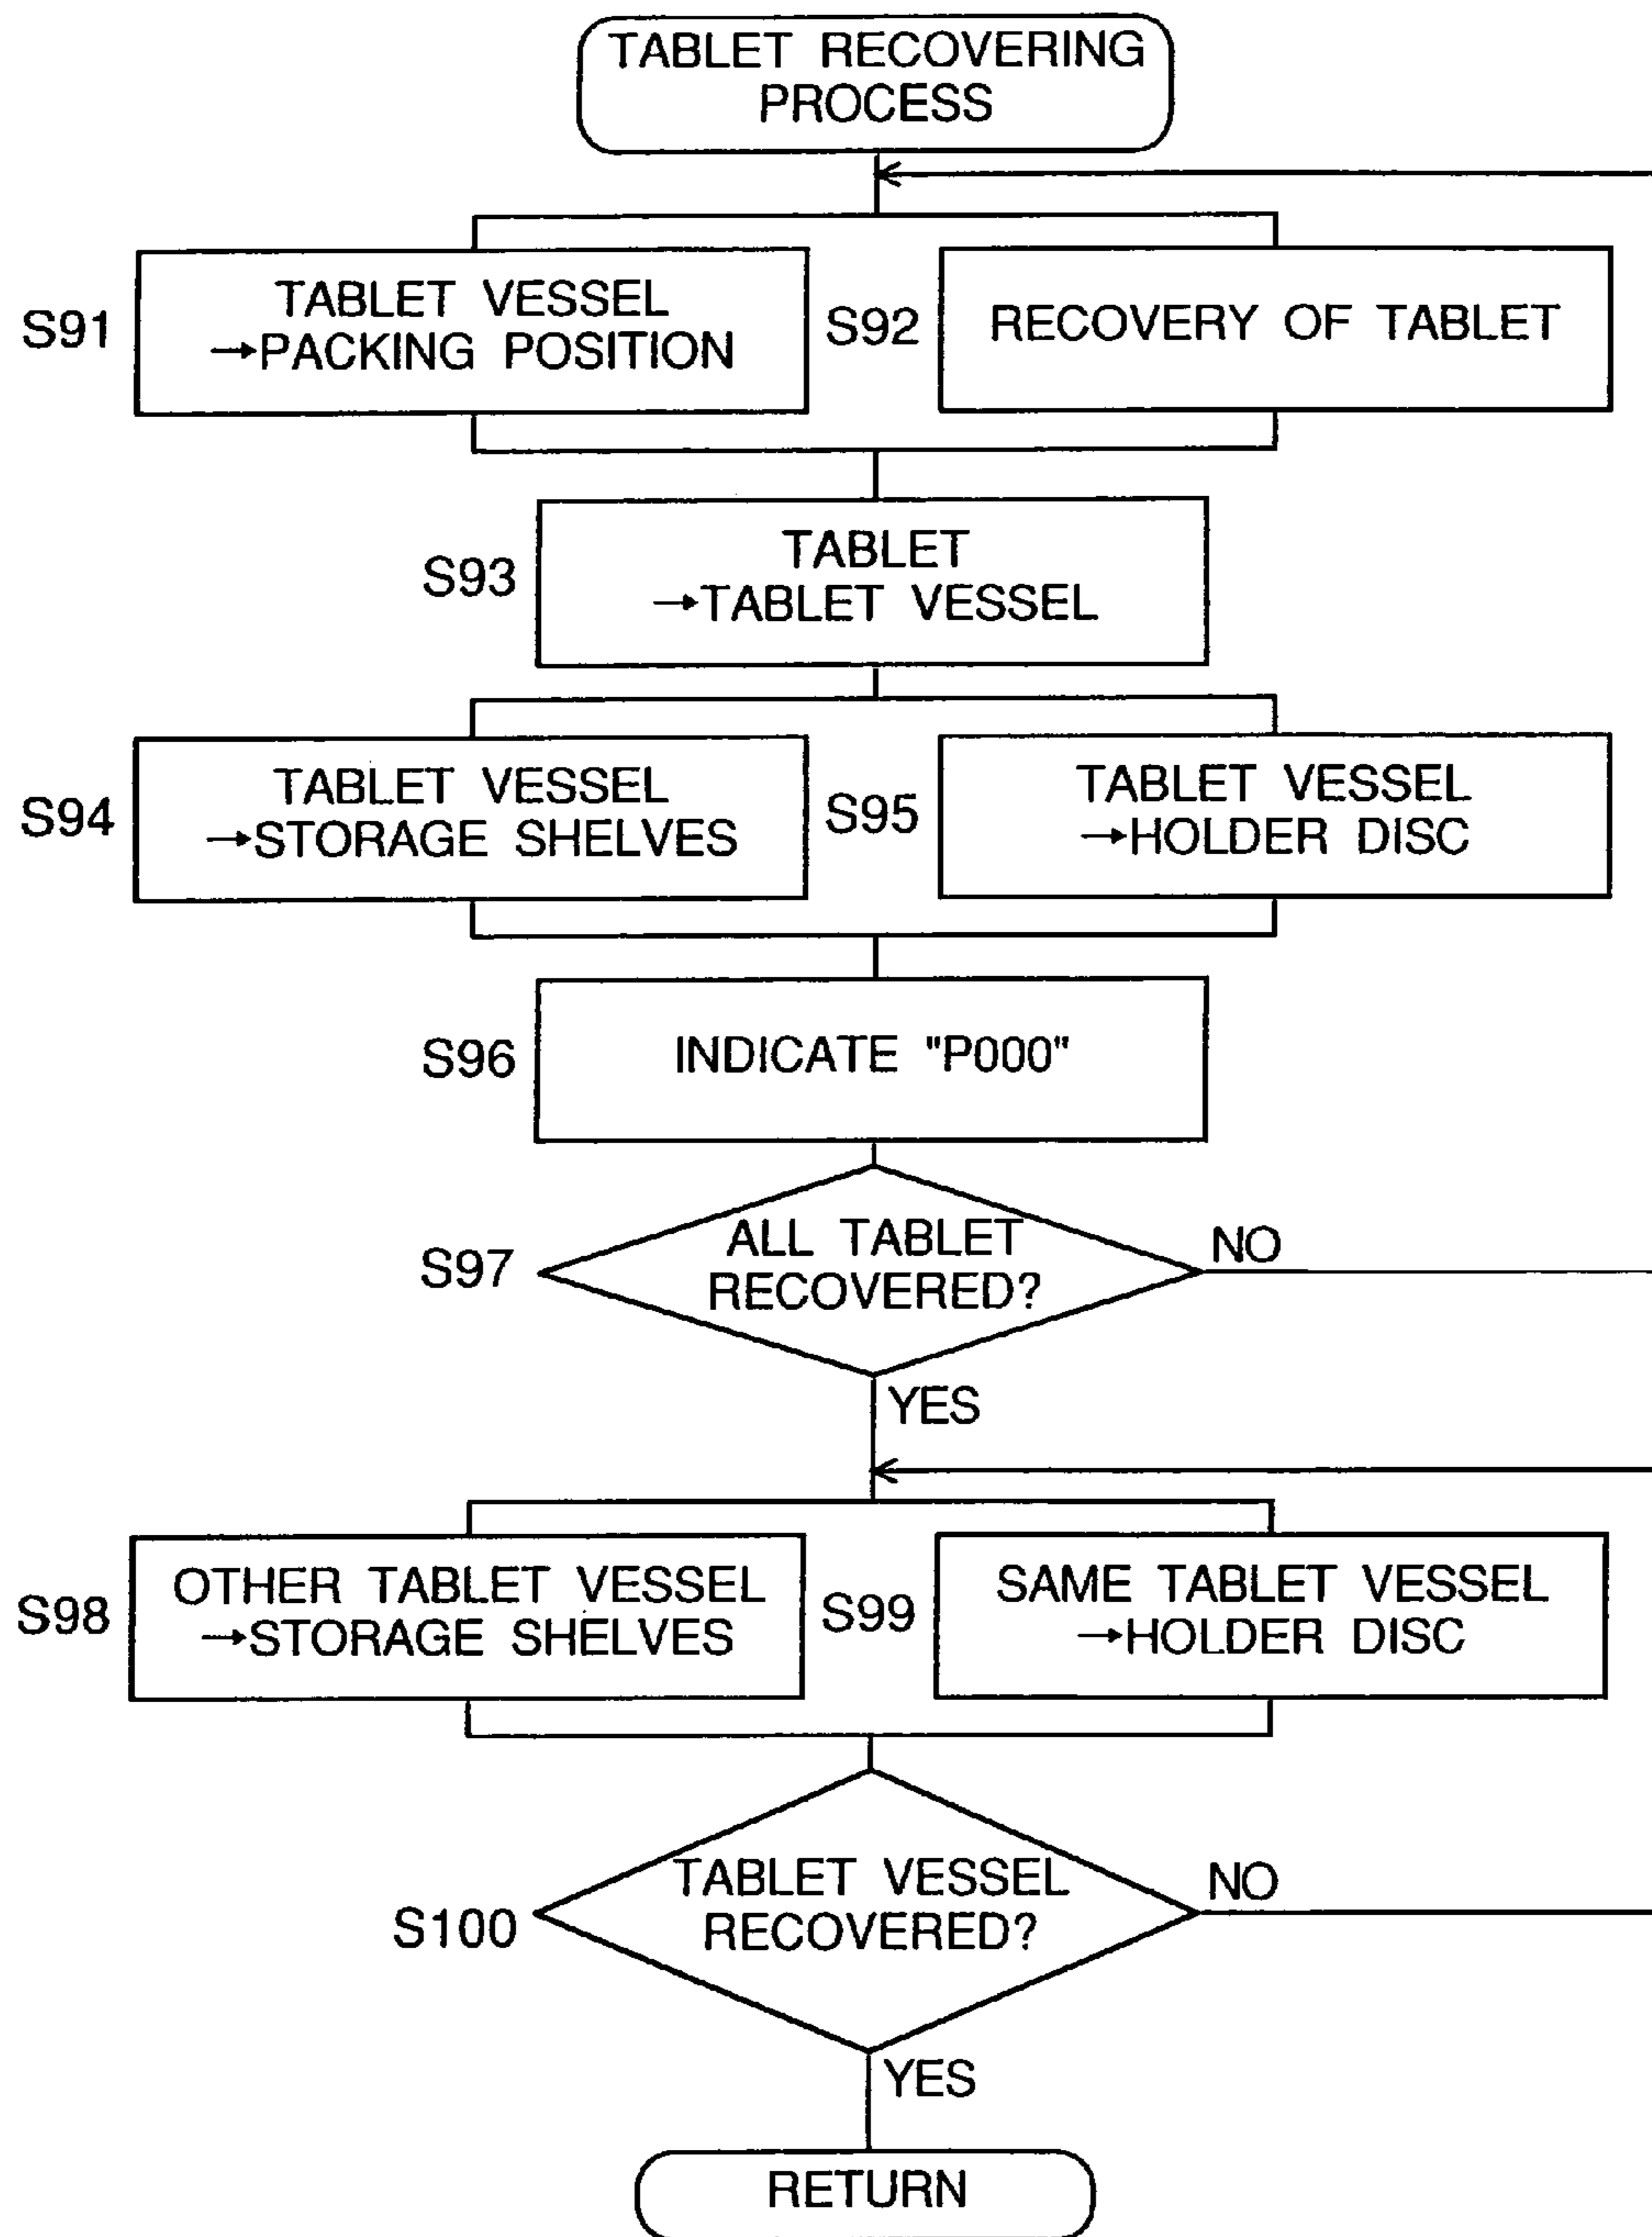 TABLET RECOVERING
PROCESS
S91
TABLET VESSEL
→PACKING POSITION
S92
RECOVERY OF TABLET
S93
TABLET
→TABLET VESSEL
S94
TABLET VESSEL
→STORAGE SHELVES
S95
TABLET VESSEL
→HOLDER DISC
S96
INDICATE "P000"
S97
ALL TABLET
RECOVERED?
NO
YES
S98
OTHER TABLET VESSEL
→STORAGE SHELVES
S99
SAME TABLET VESSEL
→HOLDER DISC
S100
TABLET VESSEL
RECOVERED?
NO
YES
RETURN